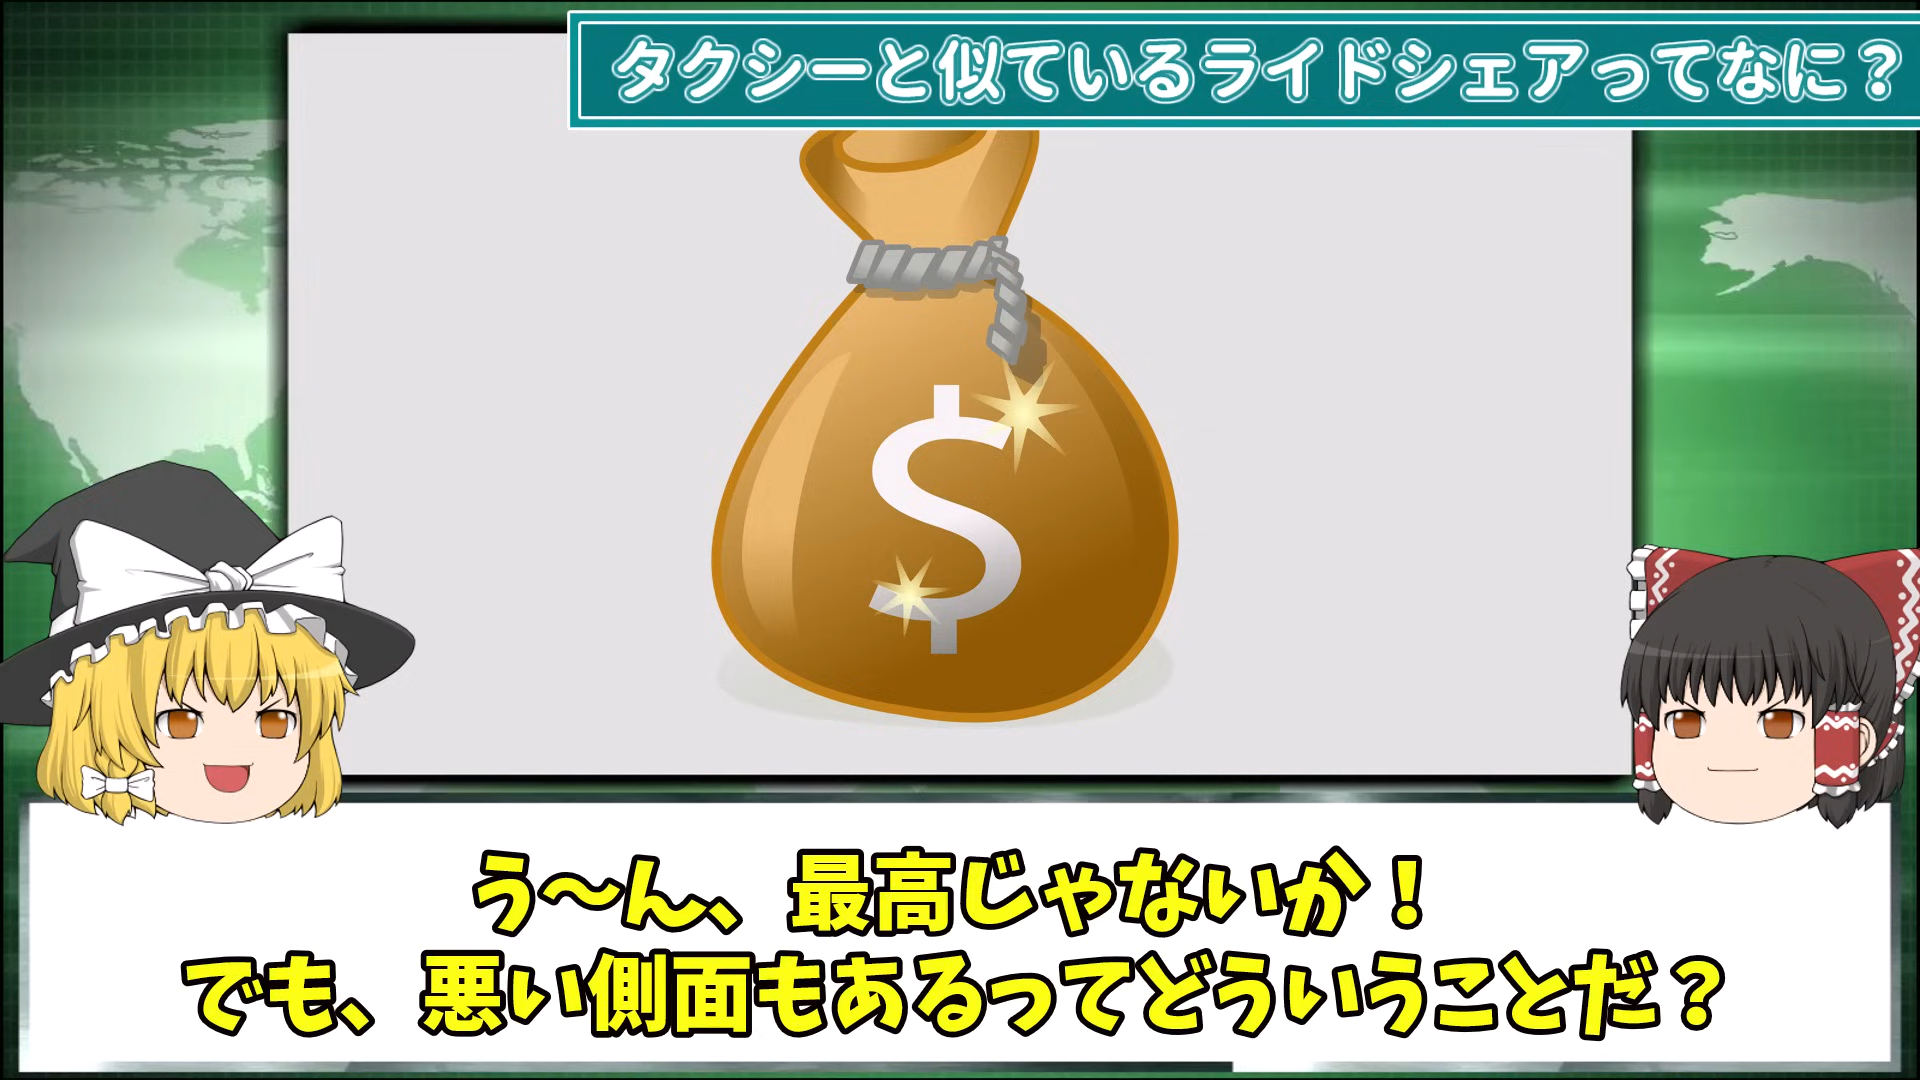 タクシーと似ているライドシェアってなに？
$
う～ん、最高じゃないか！
でも、悪い側面もあるってどういうことだ？